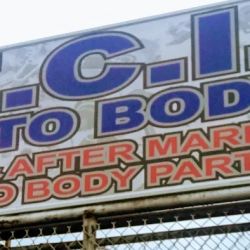 .C.I
TO BODY
AFTER MARK
O BODY PART